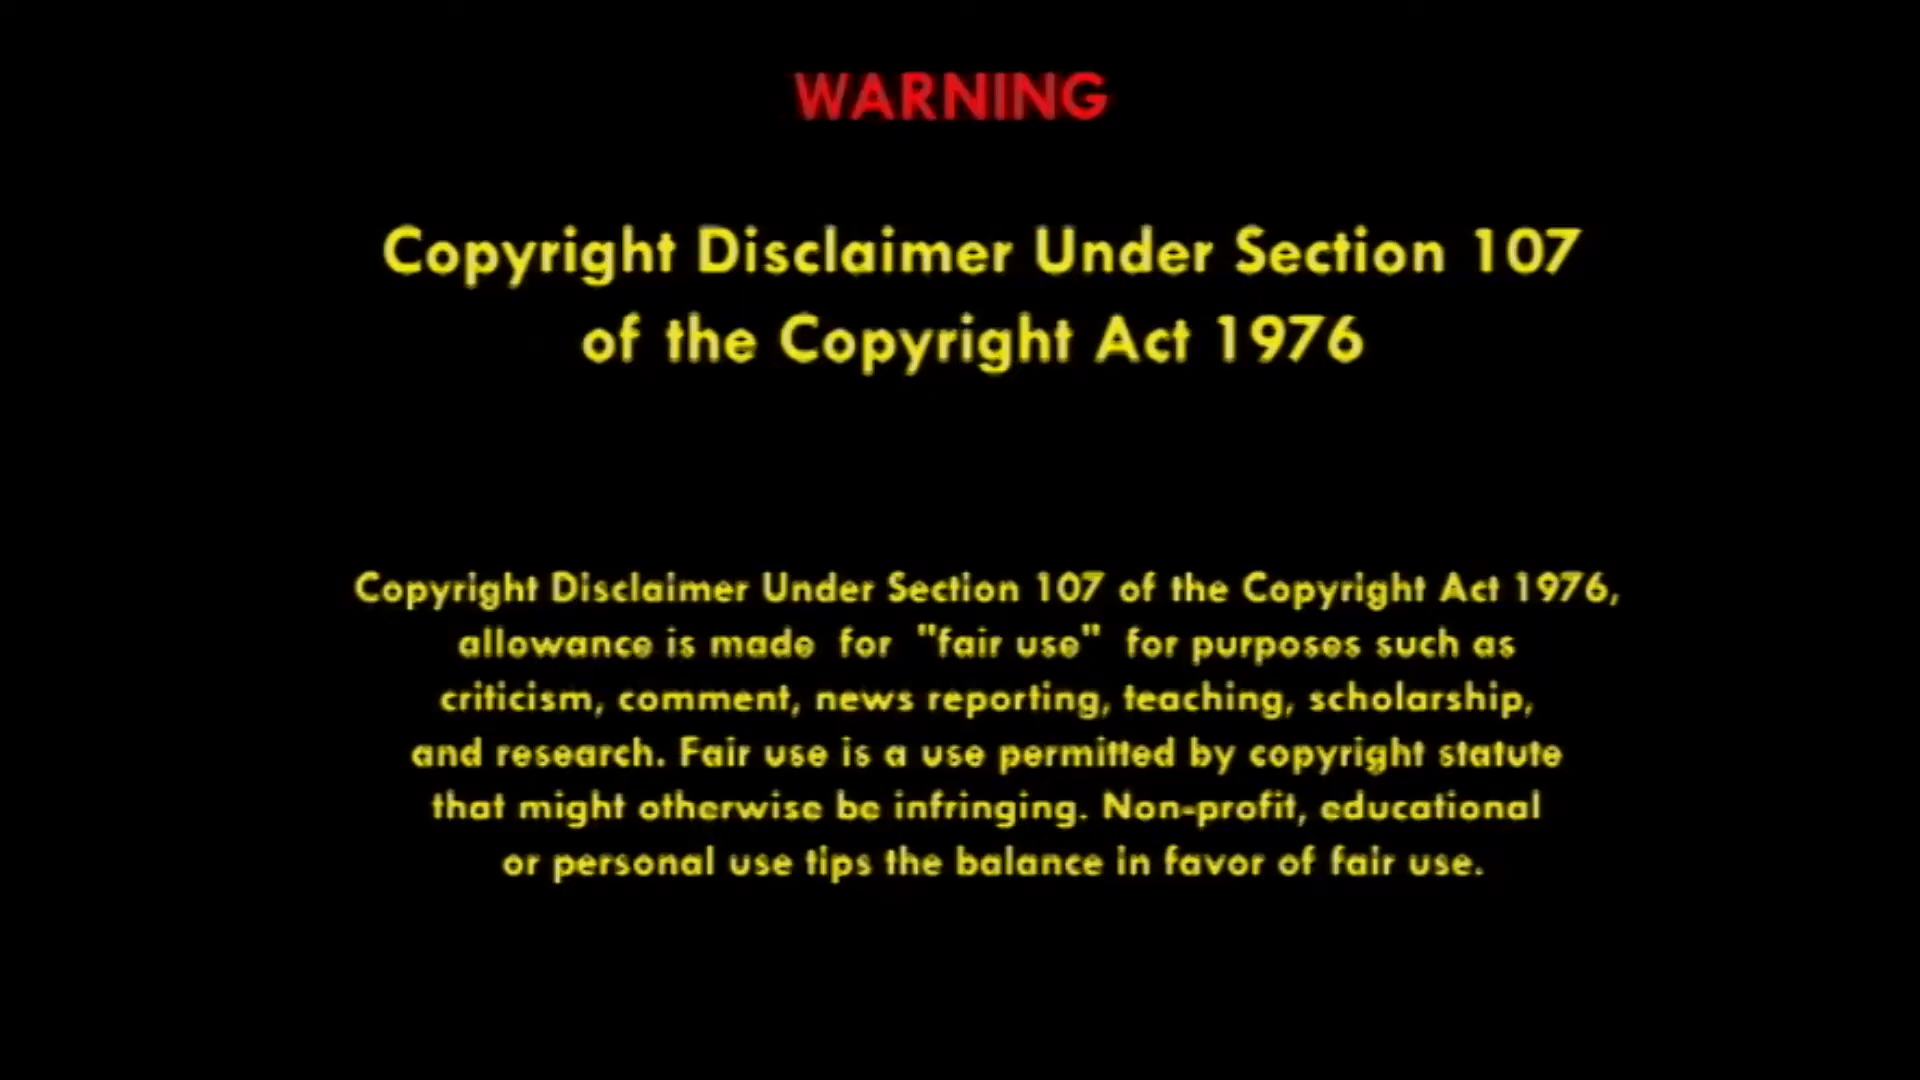 WARNING
Copyright Disclaimer Under Section 107
of the Copyright Act 1976
Copyright Disclaimer Under Section 107 of the Copyright Act 1976,
allowance is made for "fair use" for purposes such as
criticism, comment, news reporting, teaching, scholarship,
and research. Fair use is a use permitted by copyright statute
that might otherwise be infringing. Non-profit, educational
or personal use tips the balance in favor of fair use.